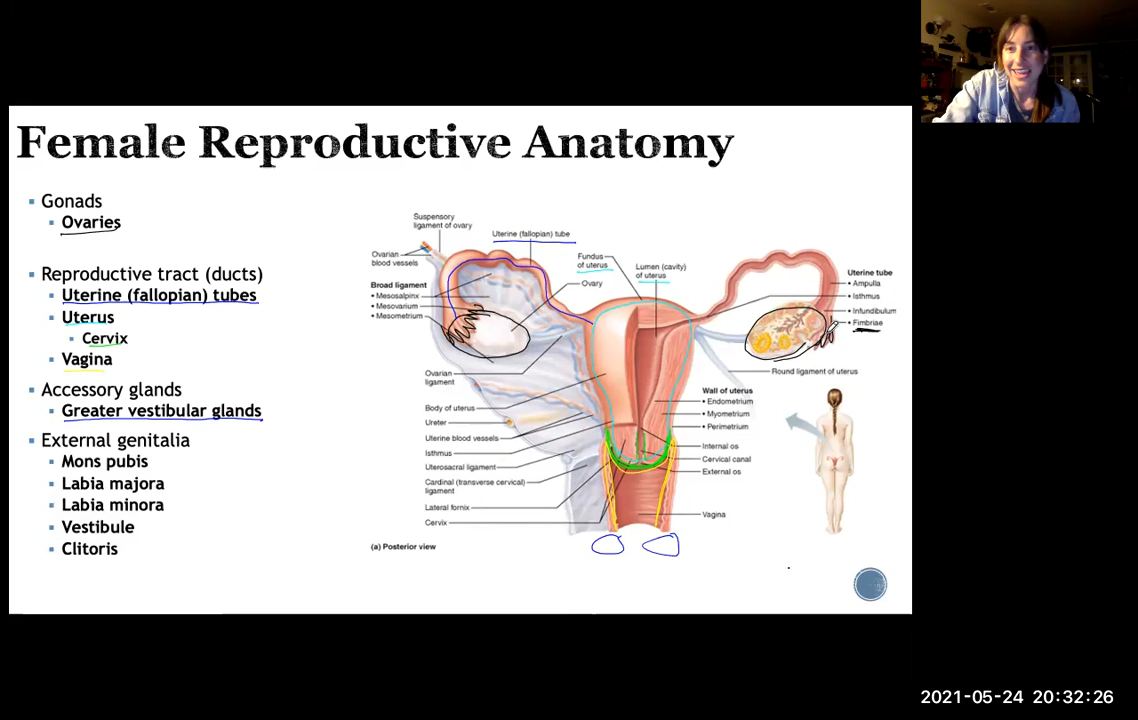 Female Reproductive Anatomy
Gonads
Ovaries
Reproductive tract (ducts)
Uterine (fallopian) tubes
Uterus
Cervix
Vagina
Accessory glands
Greater vestibular glands
External genitalia
Mons pubis
Labia majora
Labia minora
Vestibule
Clitoris
Suspensory
ligament of ovary
Uterine (fallopian) tube
Ovarian
blood vessels
Fundus
of uterus
Lumen (cavity)
of uterus
Ovary
Broad ligament
• Mesosalpinx
• Mesovarium
• Mesometrium
Uterine tube
• Ampulla
• Isthmus
• Infundibulum
• Fimbriae
Ovarian
ligament
Round ligament of uterus
Body of uterus
Ureter
Uterine blood vessels
Isthmus
Uterosacral ligament
Cardinal (transverse cervical)
ligament
Lateral fornix
Cervix
Wall of uterus
• Endometrium
• Myometrium
• Perimetrium
Internal os
Cervical canal
External os
Vagina
(a) Posterior view
2021-05-24 20:32:26